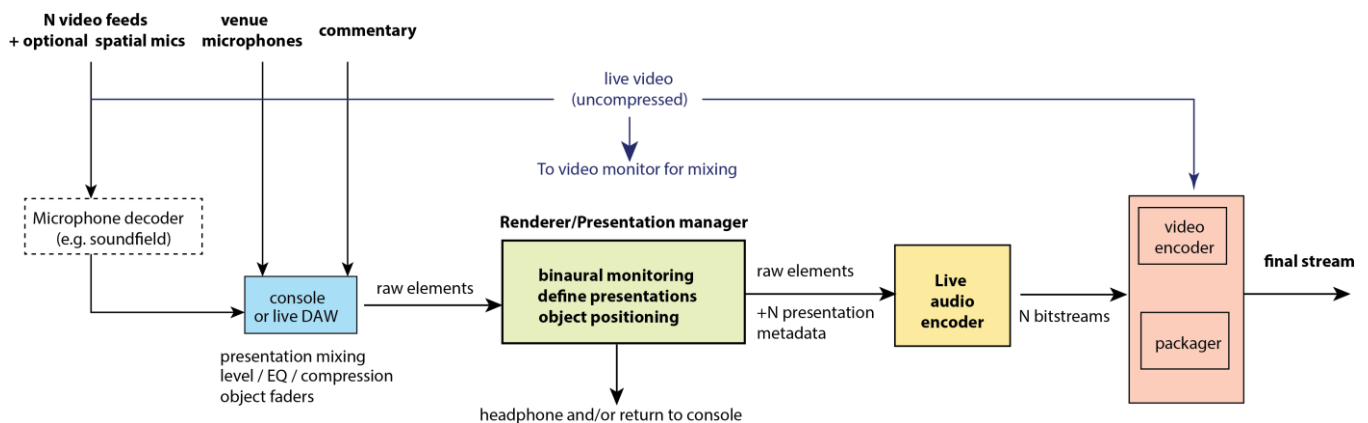 N video feeds
+ optional spatial mics
venue
microphones
commentary
live video
(uncompressed)
To video monitor for mixing
Microphone decoder
(e.g. soundfield)
console
or live DAW
presentation mixing
level / EQ / compression
object faders
raw elements
Renderer/Presentation manager
binaural monitoring
define presentations
object positioning
headphone and/or return to console
raw elements
+N presentation
metadata
Live
audio
encoder
N bitstreams
video
encoder
packager
final stream